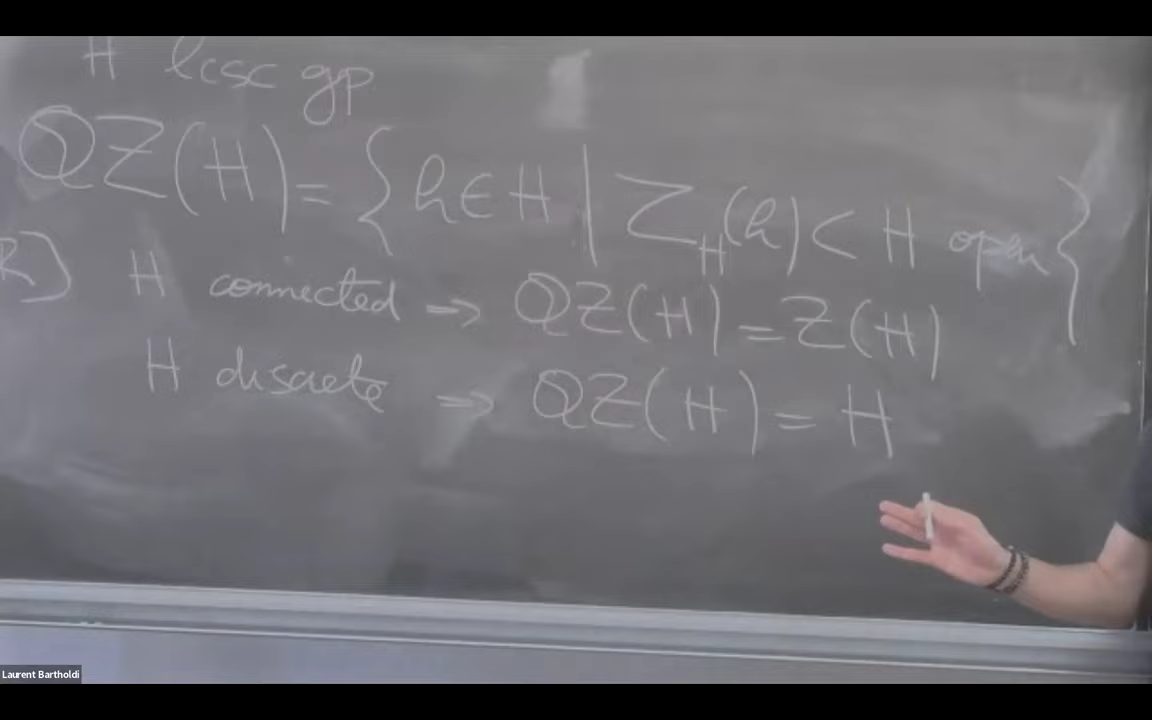 H lcsc gp
QZ(H) = { h ∈ H | Z_H(h) < H open }
R) H connected ⇒ QZ(H) = Z(H)
H discrete ⇒ QZ(H) = H
Laurent Bartholdi